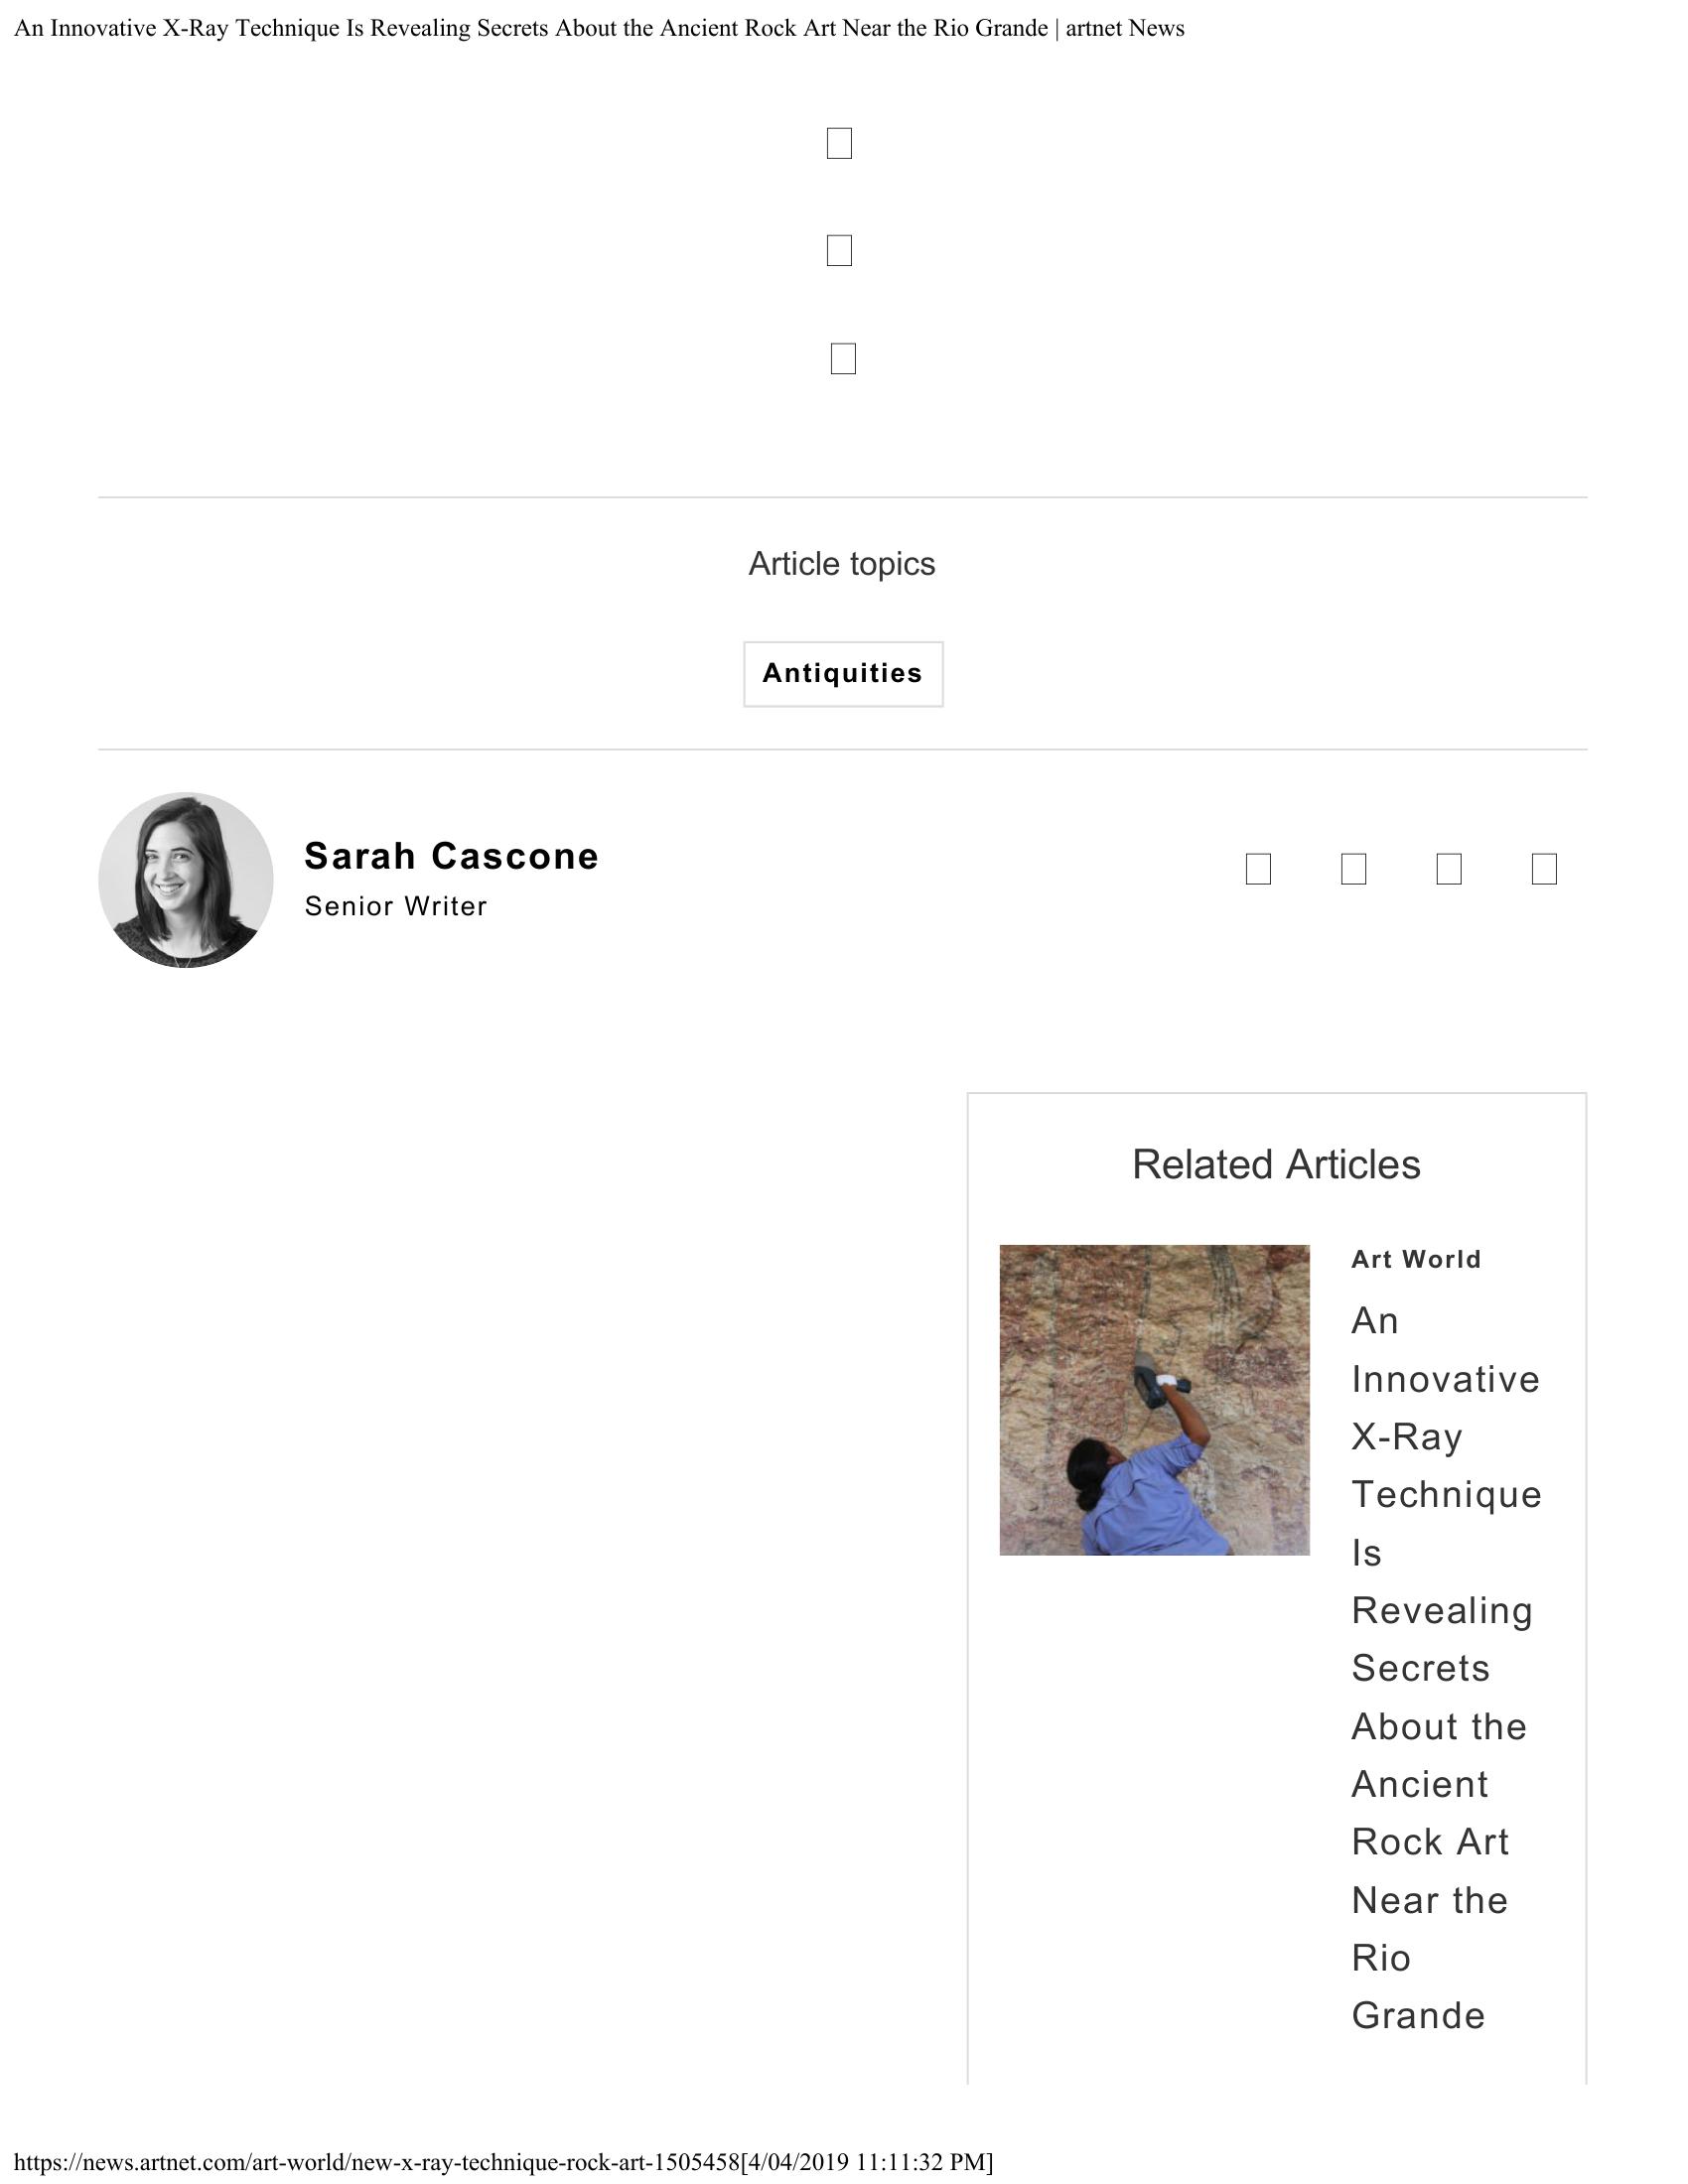 An Innovative X-Ray Technique Is Revealing Secrets About the Ancient Rock Art Near the Rio Grande | artnet News
Article topics
Antiquities
Sarah Cascone
Senior Writer
Related Articles
Art World
An
Innovative
X-Ray
Technique
Is
Revealing
Secrets
About the
Ancient
Rock Art
Near the
Rio
Grande
https://news.artnet.com/art-world/new-x-ray-technique-rock-art-1505458[4/04/2019 11:11:32 PM]